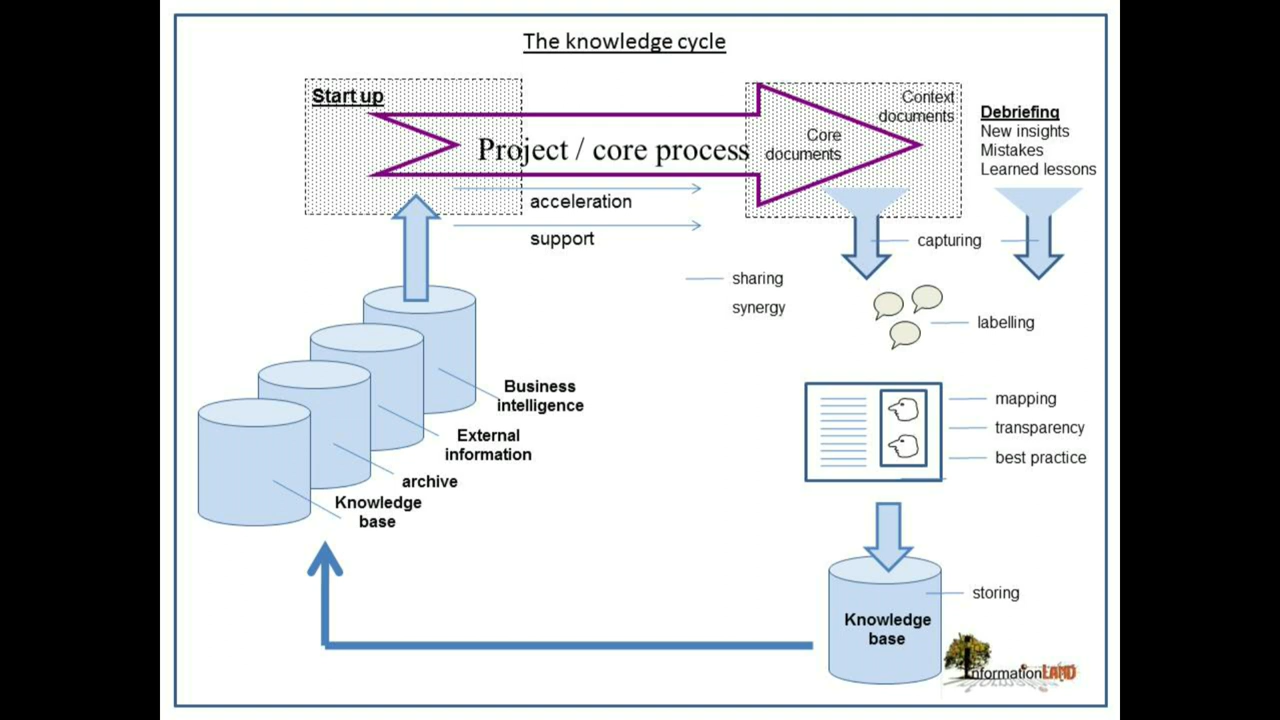 The knowledge cycle
Start up
Context
documents
Core
documents
Project / core process
Debriefing
New insights
Mistakes
Learned lessons
acceleration
support
capturing
sharing
synergy
labelling
Business
intelligence
External
information
archive
Knowledge
base
mapping
transparency
best practice
storing
Knowledge
base
InformationLAND